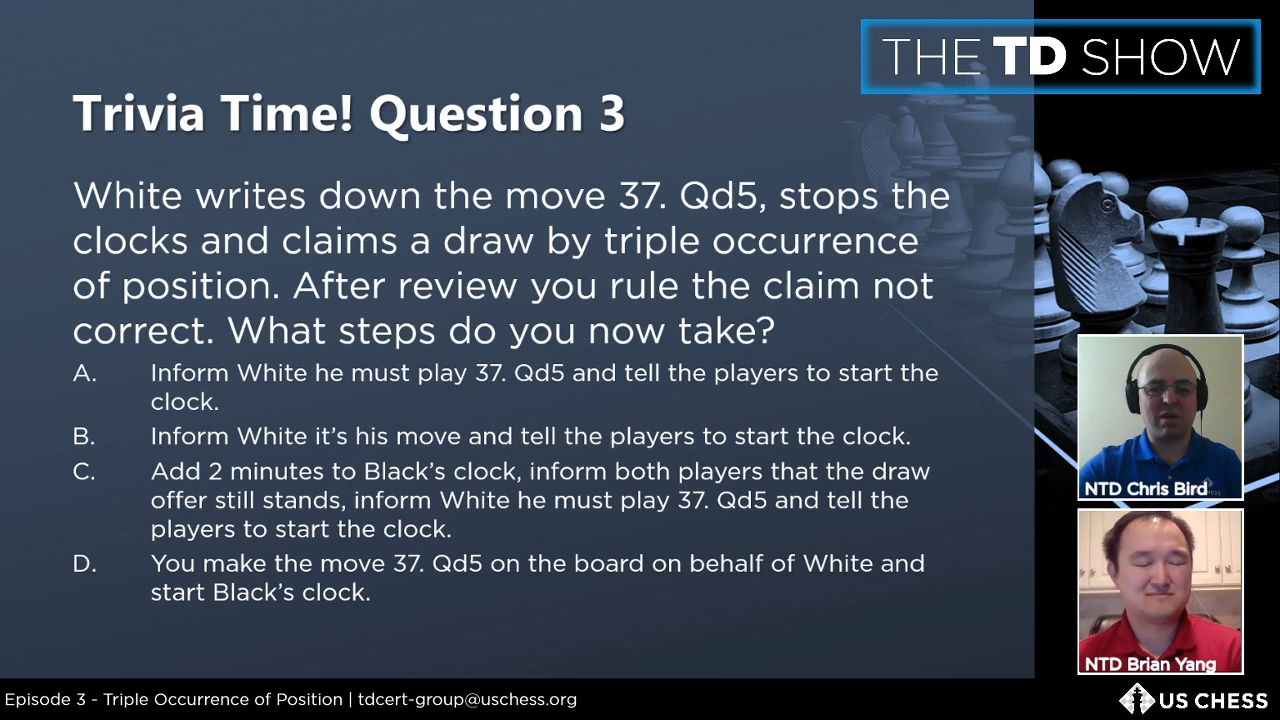 THE TD SHOW
Trivia Time! Question 3
White writes down the move 37. Qd5, stops the
clocks and claims a draw by triple occurrence
of position. After review you rule the claim not
correct. What steps do you now take?
A. Inform White he must play 37. Qd5 and tell the players to start the
clock.
B. Inform White it's his move and tell the players to start the clock.
C. Add 2 minutes to Black's clock, inform both players that the draw
offer still stands, inform White he must play 37. Qd5 and tell the
players to start the clock.
D. You make the move 37. Qd5 on the board on behalf of White and
start Black's clock.
NTD Chris Bird
NTD Brian Yang
Episode 3 - Triple Occurrence of Position | tdcert-group@uschess.org
US CHESS